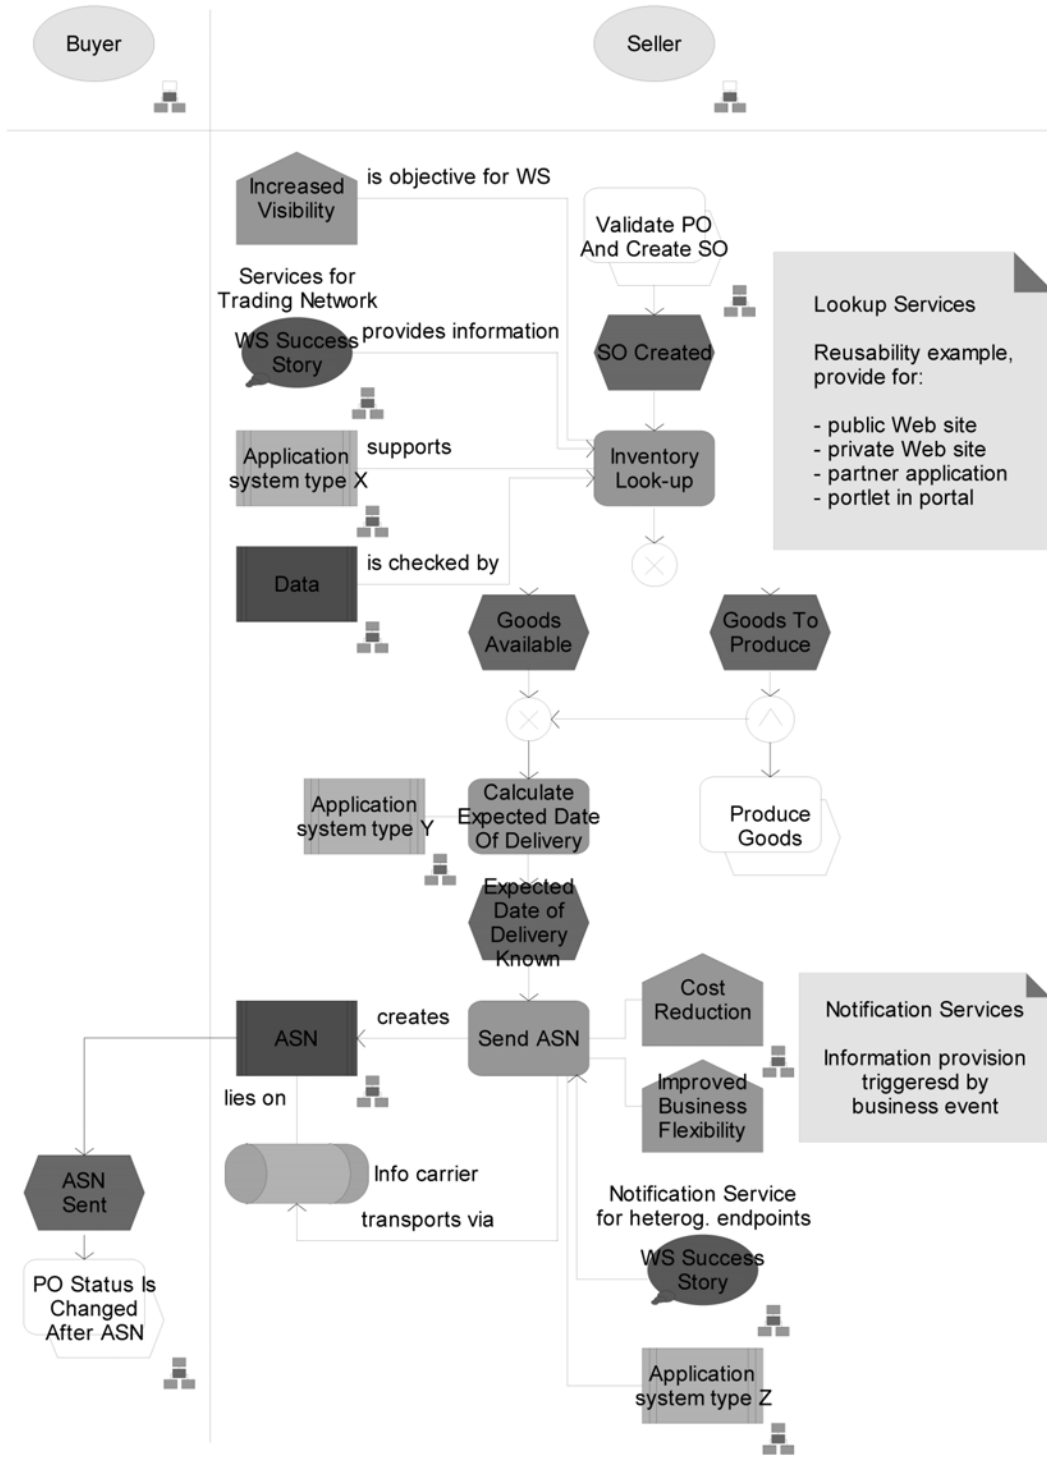 Buyer
Seller
Increased
Visibility
is objective for WS
Validate PO
And Create SO
Services for
Trading Network
WS Success
Story
provides information
SO Created
Lookup Services
Reusability example,
provide for:
- public Web site
- private Web site
- partner application
- portlet in portal
Application
system type X
supports
Inventory
Look-up
Data
is checked by
Goods
Available
Goods To
Produce
Application
system type Y
Calculate
Expected Date
Of Delivery
Produce
Goods
Expected
Date of
Delivery
Known
ASN
creates
Send ASN
Cost
Reduction
Notification Services
Information provision
triggeresd by
business event
lies on
Improved
Business
Flexibility
ASN
Sent
Info carrier
transports via
Notification Service
for heterog. endpoints
WS Success
Story
PO Status Is
Changed
After ASN
Application
system type Z